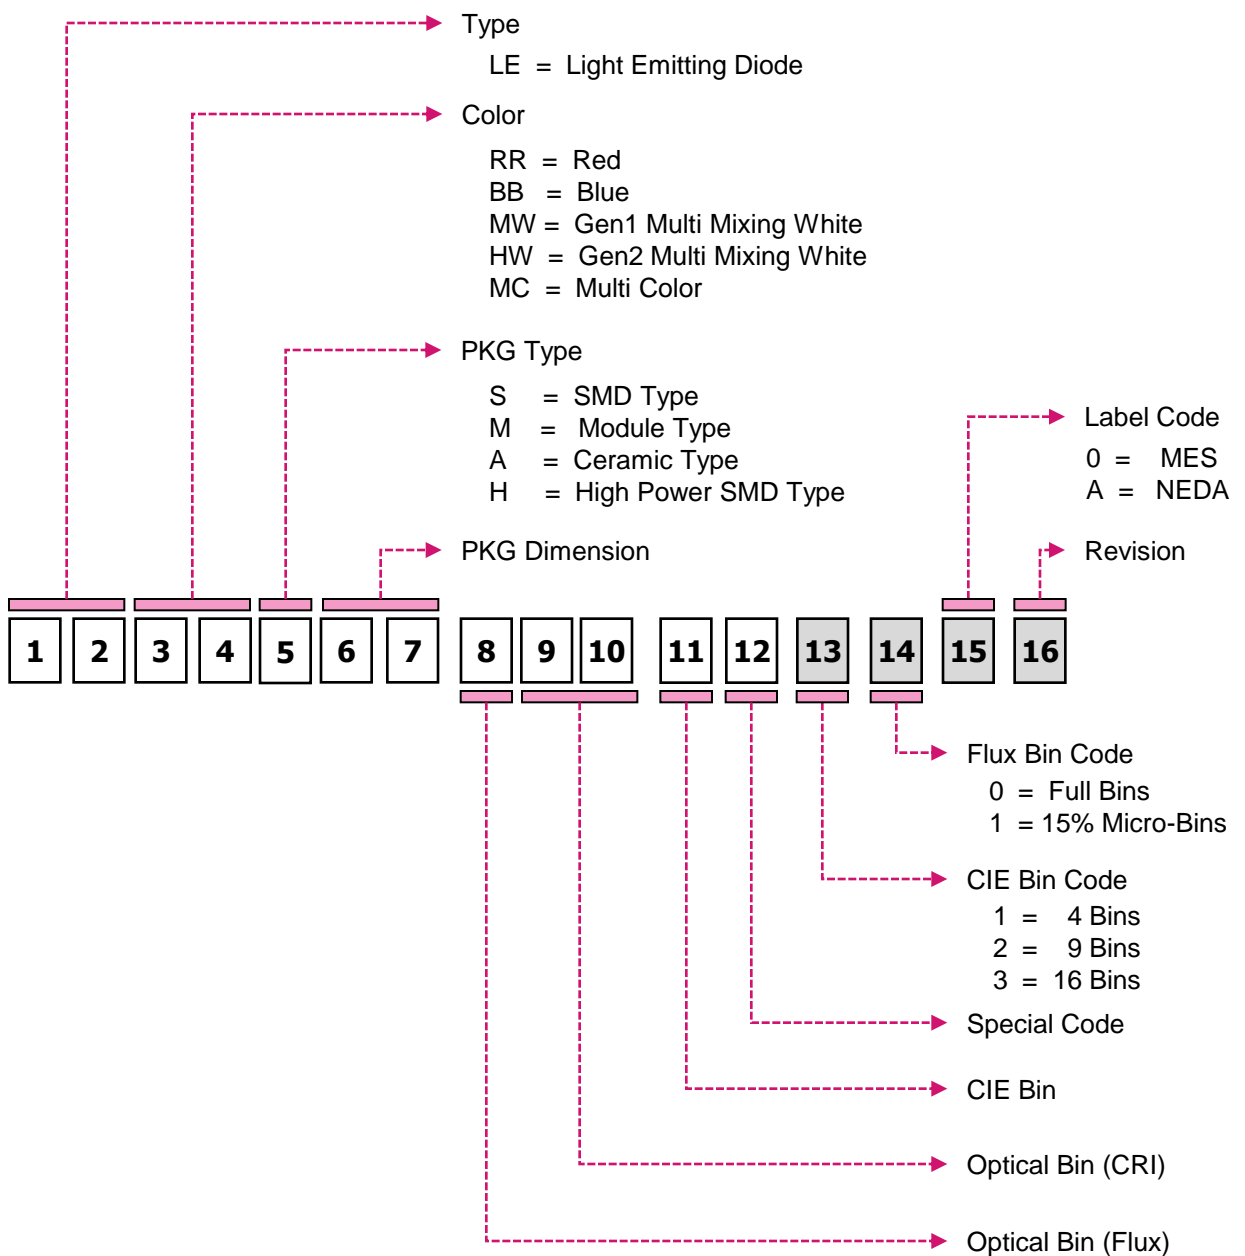 Type
LE = Light Emitting Diode
Color
RR = Red
BB = Blue
MW = Gen1 Multi Mixing White
HW = Gen2 Multi Mixing White
MC = Multi Color
PKG Type
S = SMD Type
M = Module Type
A = Ceramic Type
H = High Power SMD Type
Label Code
0 = MES
A = NEDA
PKG Dimension
Revision
1 2 3 4 5 6 7 8 9 10 11 12 13 14 15 16
Flux Bin Code
0 = Full Bins
1 = 15% Micro-Bins
CIE Bin Code
1 = 4 Bins
2 = 9 Bins
3 = 16 Bins
Special Code
CIE Bin
Optical Bin (CRI)
Optical Bin (Flux)